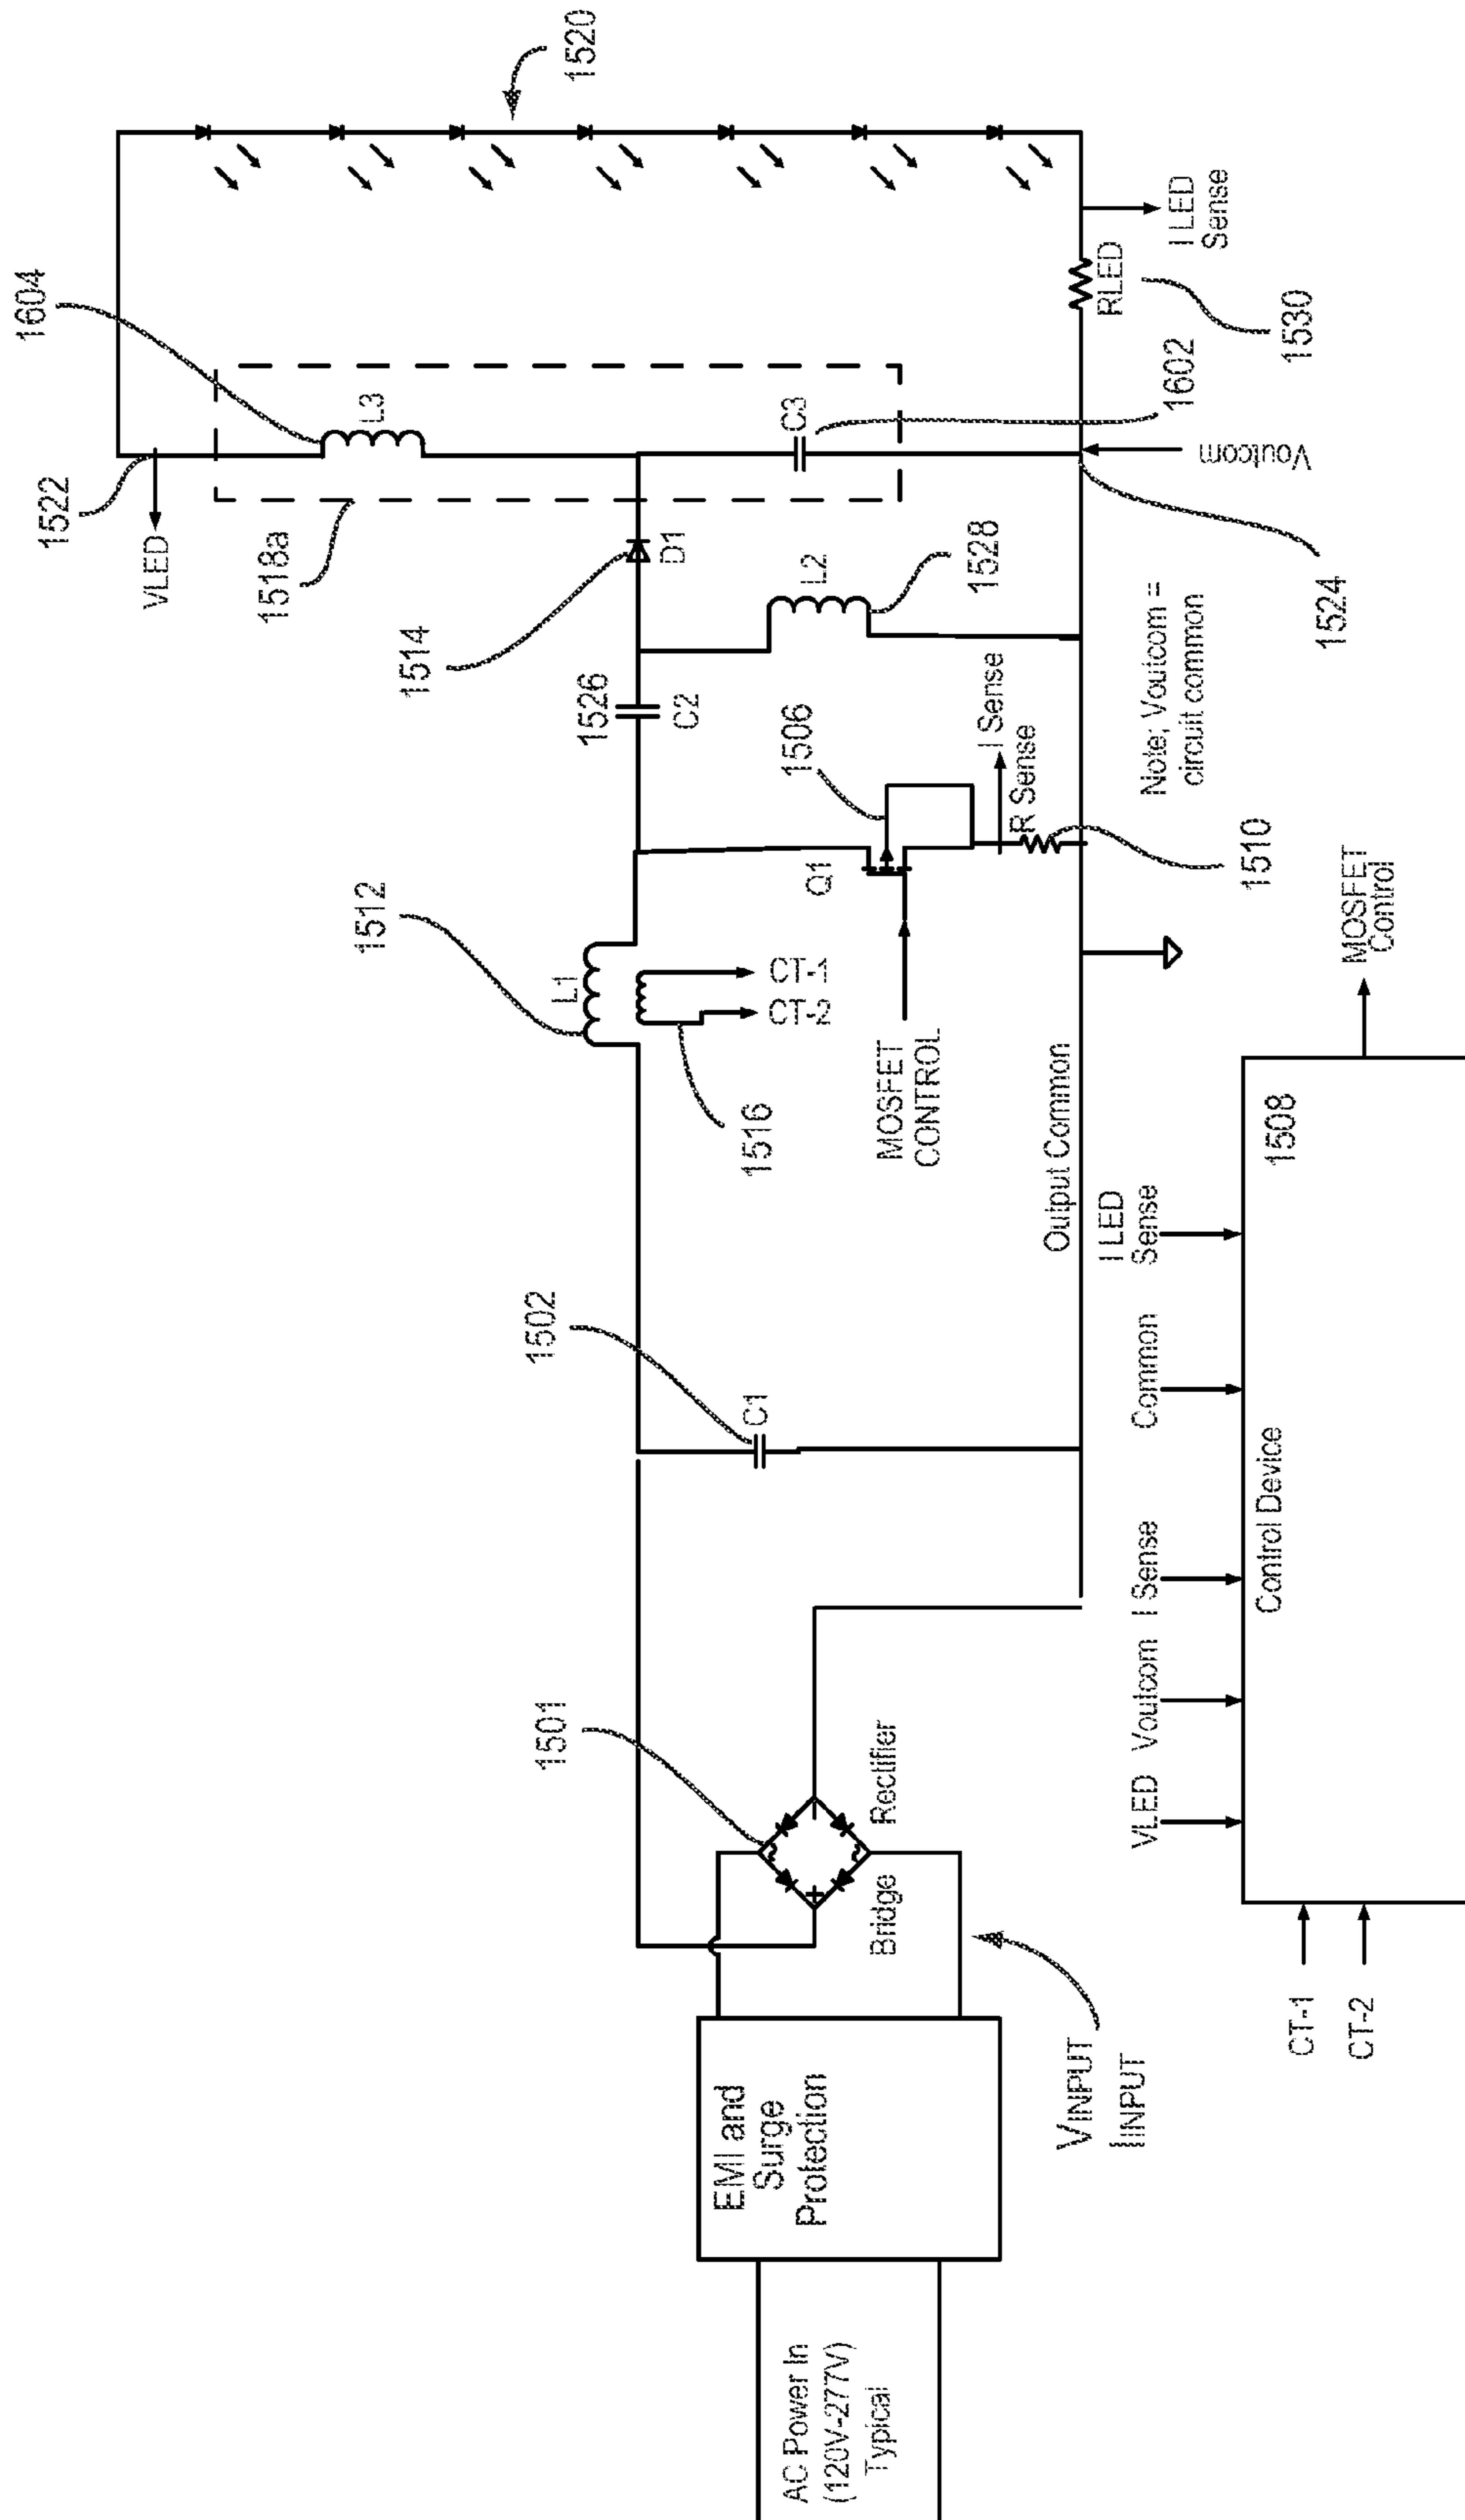 AC Power In
(120V-277V)
Typical
EMI and
Surge
Protection
VINPUT
IINPUT
1501
Bridge
Rectifier
1502
C1
1512
L1
CT-1
CT-2
1516
MOSFET
CONTROL
Q1
1506
I Sense
R Sense
1510
Output Common
1526
C2
1514
D1
L2
1528
Note; Voutcom =
circuit common
1524
VLED
1522
1518a
1604
L3
C3
1602
Voutcom
RLED
1530
I LED
Sense
1520
CT-1
CT-2
VLED
Voutcom
I Sense
Common
I LED
Sense
Control Device
1508
MOSFET
Control